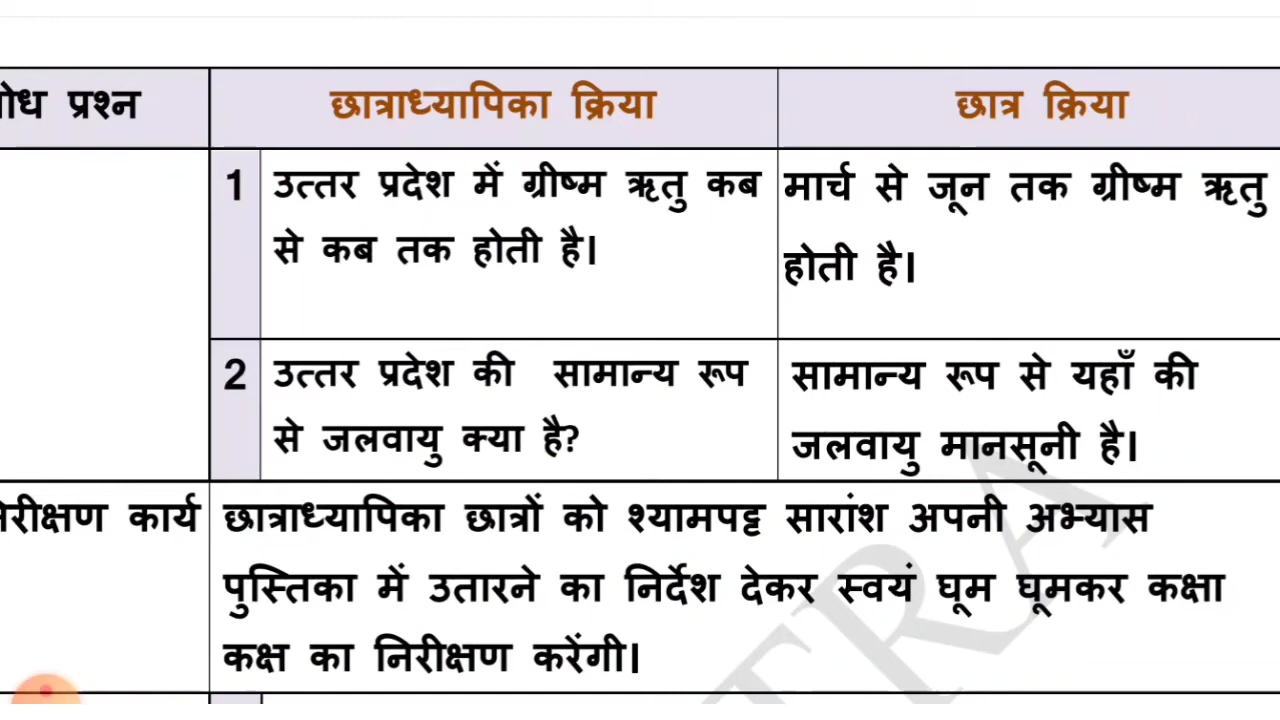 प्रश्न छात्राध्यापिका क्रिया छात्र क्रिया
1 उत्तर प्रदेश में ग्रीष्म ऋतु कब मार्च से जून तक ग्रीष्म ऋतु
से कब तक होती है। होती है।
2 उत्तर प्रदेश की सामान्य रूप सामान्य रूप से यहाँ की
से जलवायु क्या है? जलवायु मानसूनी है।
कार्य छात्राध्यापिका छात्रों को श्यामपट्ट सारांश अपनी अभ्यास
पुस्तिका में उतारने का निर्देश देकर स्वयं घूम घूमकर कक्षा
कक्ष का निरीक्षण करेंगी।